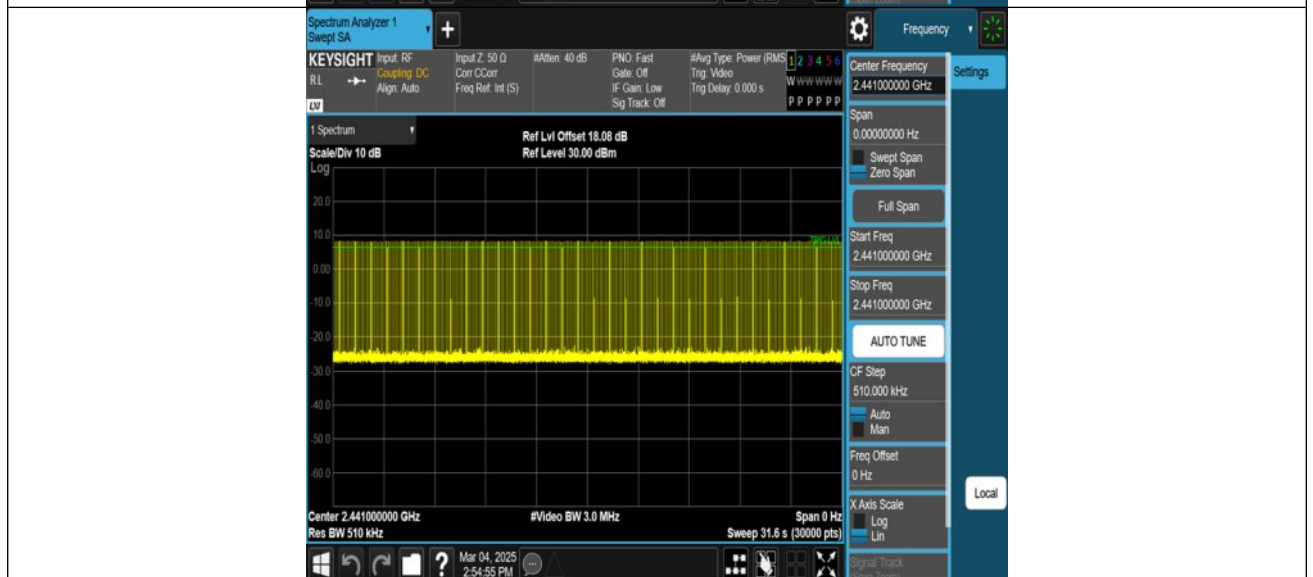 Spectrum Analyzer 1
Swept SA
+
Frequency
KEYSIGHT
RL
LXI
Input: RF
Coupling: DC
Align: Auto
Input Z: 50 Ω
Corr CCorr
Freq Ref: Int (S)
#Atten: 40 dB
PNO: Fast
Gate: Off
IF Gain: Low
Sig Track: Off
#Avg Type: Power (RMS
Trig: Video
Trig Delay: 0.000 s
1 2 3 4 5 6
W W W W W W
P P P P P P
Center Frequency
2.441000000 GHz
Settings
Span
0.00000000 Hz
Swept Span
Zero Span
Full Span
Start Freq
2.441000000 GHz
Stop Freq
2.441000000 GHz
AUTO TUNE
CF Step
510.000 kHz
Auto
Man
Freq Offset
0 Hz
X Axis Scale
Log
Lin
Signal Track
Local
1 Spectrum
Scale/Div 10 dB
Ref Lvl Offset 18.08 dB
Ref Level 30.00 dBm
Log
20.0
10.0
TRIG LVL
0.00
-10.0
-20.0
-30.0
-40.0
-50.0
-60.0
Center 2.441000000 GHz
#Video BW 3.0 MHz
Span 0 Hz
Res BW 510 kHz
Sweep 31.6 s (30000 pts)
?
Mar 04, 2025
2:54:55 PM